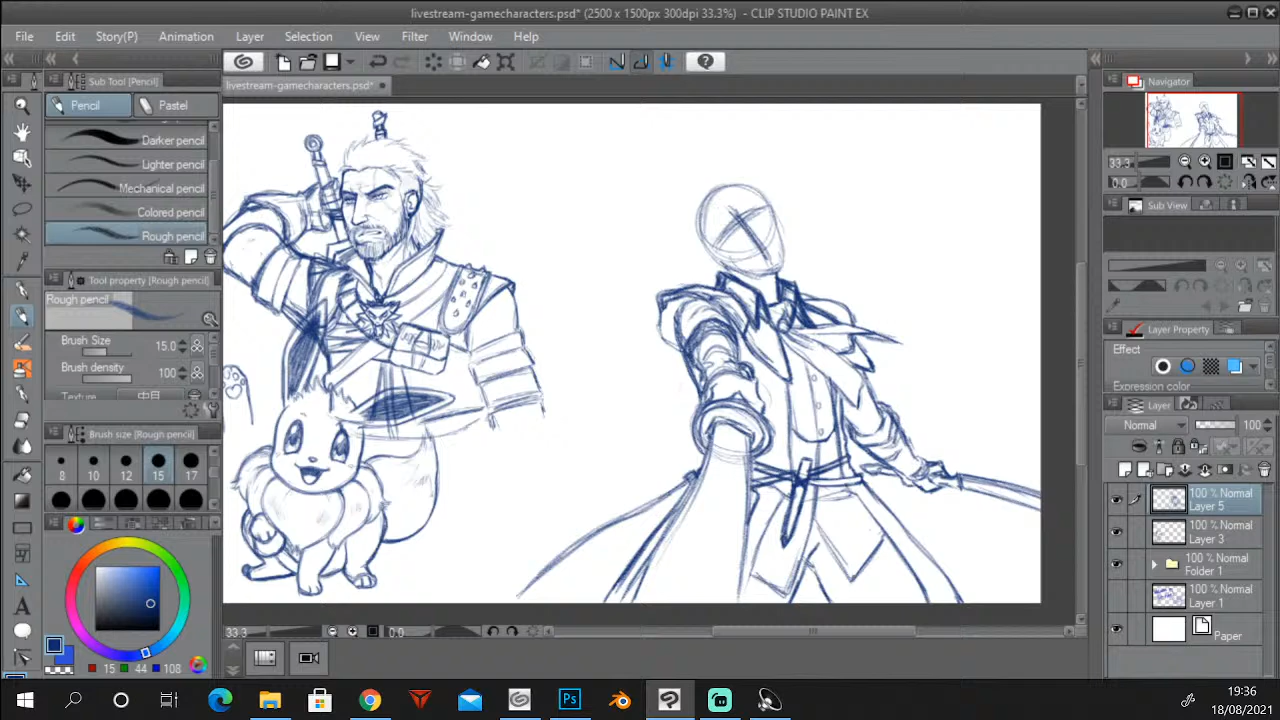 livestream-gamecharacters.psd* (2500 x 1500px 300dpi 33.3%) - CLIP STUDIO PAINT EX
File Edit Story(P) Animation Layer Selection View Filter Window Help
Sub Tool [Pencil]
livestream-gamecharacters.psd*
Navigator
Pencil Pastel
Darker pencil
Lighter pencil
Mechanical pencil
Colored pencil
Rough pencil
33.3
0.0
Sub View
Tool property [Rough pencil]
Rough pencil
Brush Size 15.0
Brush density 100
Texture
Layer Property
Effect
Expression color
Layer
Normal 100
Brush size [Rough pencil]
8 10 12 15 17
100 % Normal
Layer 5
100 % Normal
Layer 3
100 % Normal
Folder 1
100 % Normal
Layer 1
Paper
33.3 0.0
15 44 108
Ps
19:36
18/08/2021